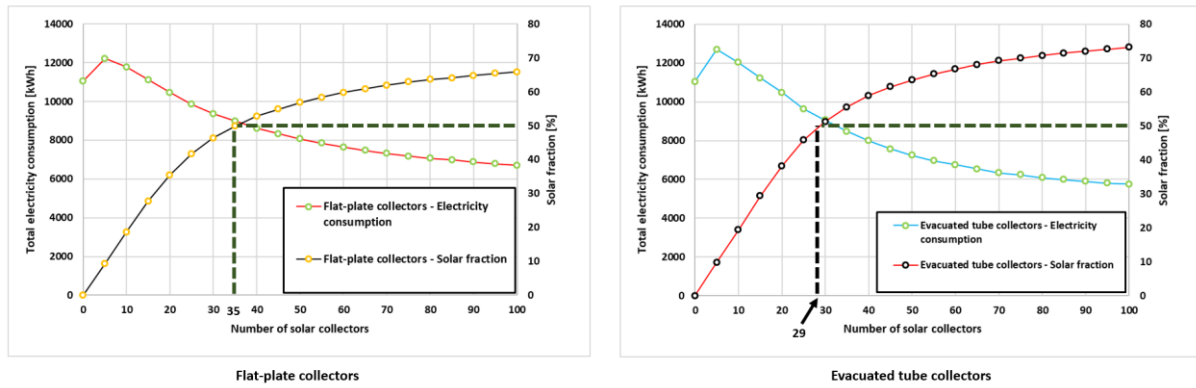 14000
12000
10000
8000
6000
4000
2000
0
Total electricity consumption [kWh]
80
70
60
50
40
30
20
10
0
Solar fraction [%]
0 10 20 30 40 50 60 70 80 90 100
35
Number of solar collectors
Flat-plate collectors - Electricity
consumption
Flat-plate collectors - Solar fraction
Flat-plate collectors
14000
12000
10000
8000
6000
4000
2000
0
Total electricity consumption [kWh]
80
70
60
50
40
30
20
10
0
Solar fraction [%]
0 10 20 30 40 50 60 70 80 90 100
29
Number of solar collectors
Evacuated tube collectors - Electricity
consumption
Evacuated tube collectors - Solar fraction
Evacuated tube collectors